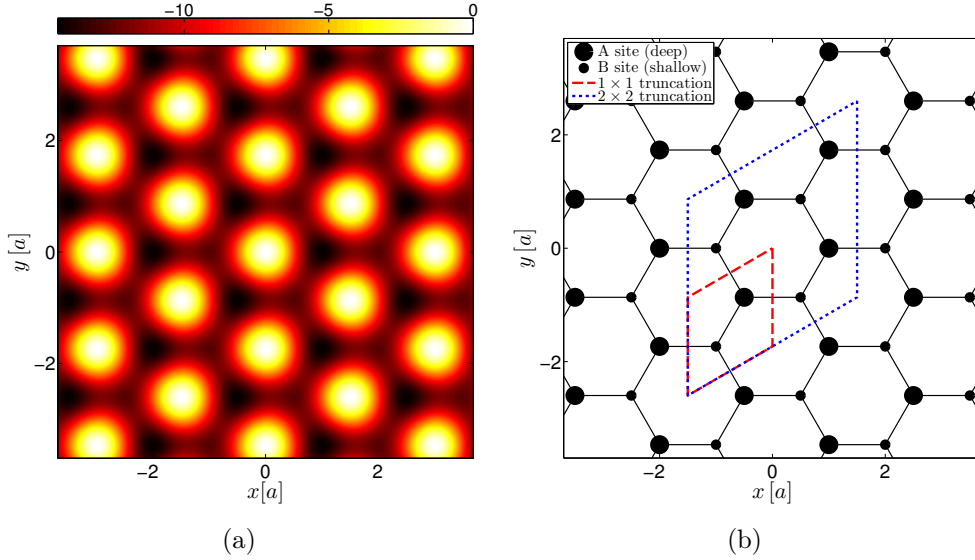 −10 −5 0
2
0
−2
−2 0 2
y [a]
x[a]
(a)
A site (deep)
B site (shallow)
1 × 1 truncation
2 × 2 truncation
2
0
−2
−2 0 2
y [a]
x [a]
(b)